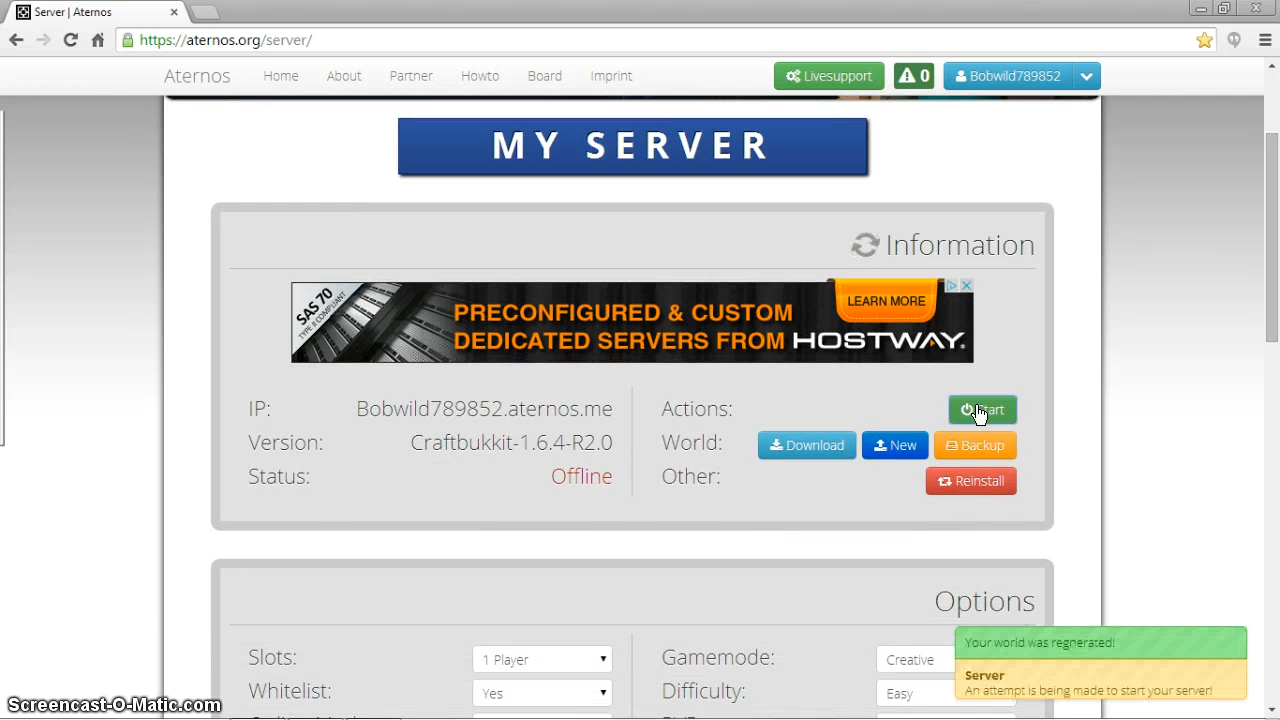 Server | Aternos
https://aternos.org/server/
Aternos Home About Partner Howto Board Imprint Livesupport 0 Bobwild789852
MY SERVER
Information
SAS 70
TYPE II COMPLIANT
PRECONFIGURED & CUSTOM
DEDICATED SERVERS FROM HOSTWAY.
LEARN MORE
IP: Bobwild789852.aternos.me
Version: Craftbukkit-1.6.4-R2.0
Status: Offline
Actions: Start
World: Download New Backup
Other: Reinstall
Options
Slots: 1 Player
Whitelist: Yes
Gamemode: Creative
Difficulty: Easy
Your world was regnerated!
Server
An attempt is being made to start your server!
Screencast-O-Matic.com